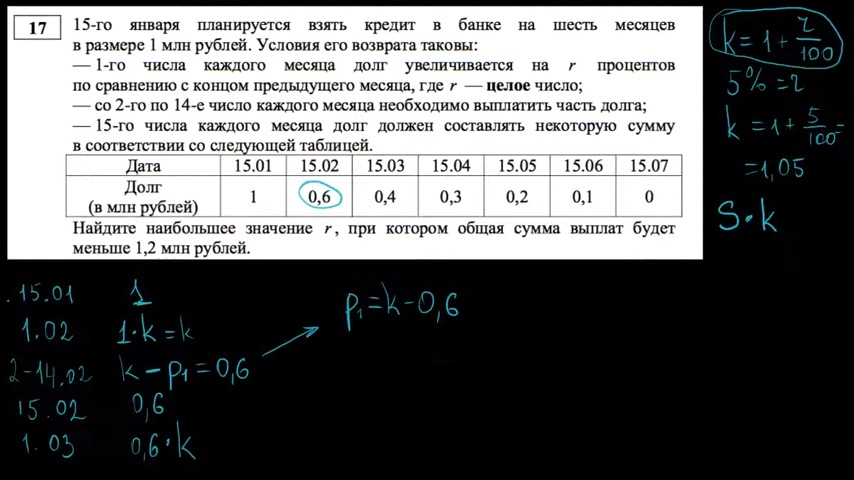 17
15-го января планируется взять кредит в банке на шесть месяцев
в размере 1 млн рублей. Условия его возврата таковы:
— 1-го числа каждого месяца долг увеличивается на r процентов
по сравнению с концом предыдущего месяца, где r — целое число;
— со 2-го по 14-е число каждого месяца необходимо выплатить часть долга;
— 15-го числа каждого месяца долг должен составлять некоторую сумму
в соответствии со следующей таблицей.
Дата 15.01 15.02 15.03 15.04 15.05 15.06 15.07
Долг (в млн рублей) 1 0,6 0,4 0,3 0,2 0,1 0
Найдите наибольшее значение r, при котором общая сумма выплат будет
меньше 1,2 млн рублей.
k = 1 + r/100
5% = r
k = 1 + 5/100 =
= 1,05
S · k
15.01 1
1.02 1·k = k
2-14.02 k - p₁ = 0,6
15.02 0,6
1.03 0,6·k
p₁ = k - 0,6